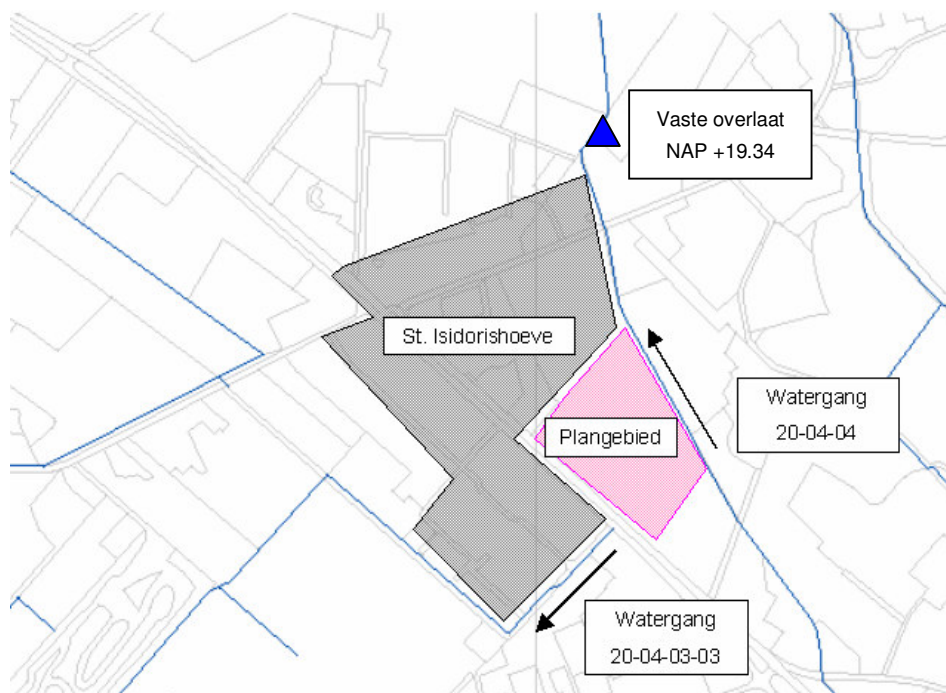 Vaste overlaat
NAP +19.34
St. Isidorishoeve
Plangebied
Watergang
20-04-04
Watergang
20-04-03-03